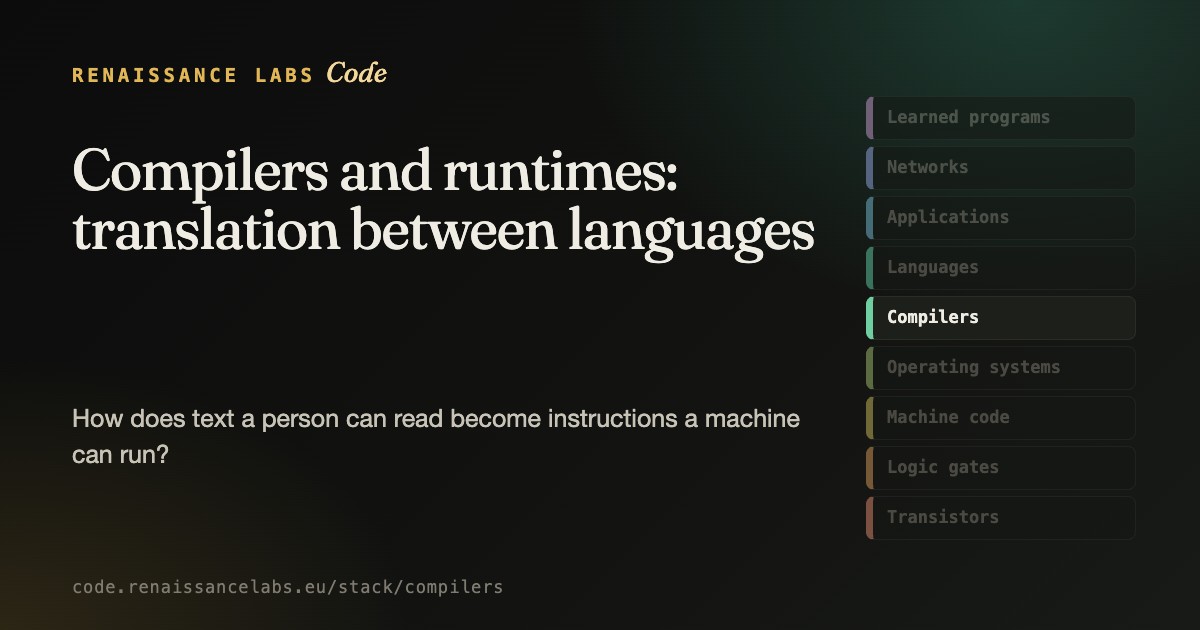 RENAISSANCE LABS Code
Compilers and runtimes:
translation between languages
How does text a person can read become instructions a machine
can run?
code.renaissancelabs.eu/stack/compilers
Learned programs
Networks
Applications
Languages
Compilers
Operating systems
Machine code
Logic gates
Transistors